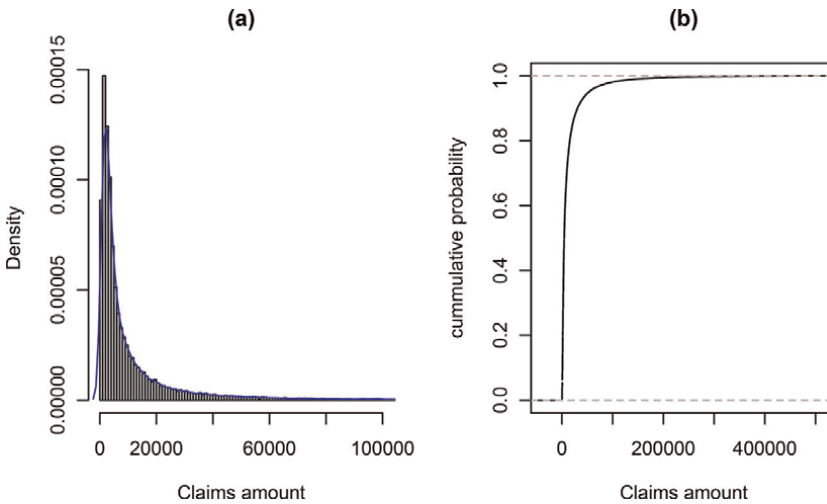 (a)
0.00015
0.00010
0.00005
0.00000
Density
0 20000 60000 100000
Claims amount
(b)
1.0
0.8
0.6
0.4
0.2
0.0
cummulative probability
0 200000 400000
Claims amount